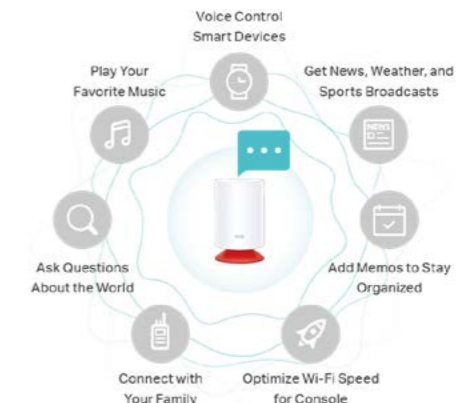 Voice Control
Smart Devices
Play Your
Favorite Music
Get News, Weather, and
Sports Broadcasts
NEWS
Ask Questions
About the World
Add Memos to Stay
Organized
Connect with
Your Family
Optimize Wi-Fi Speed
for Console